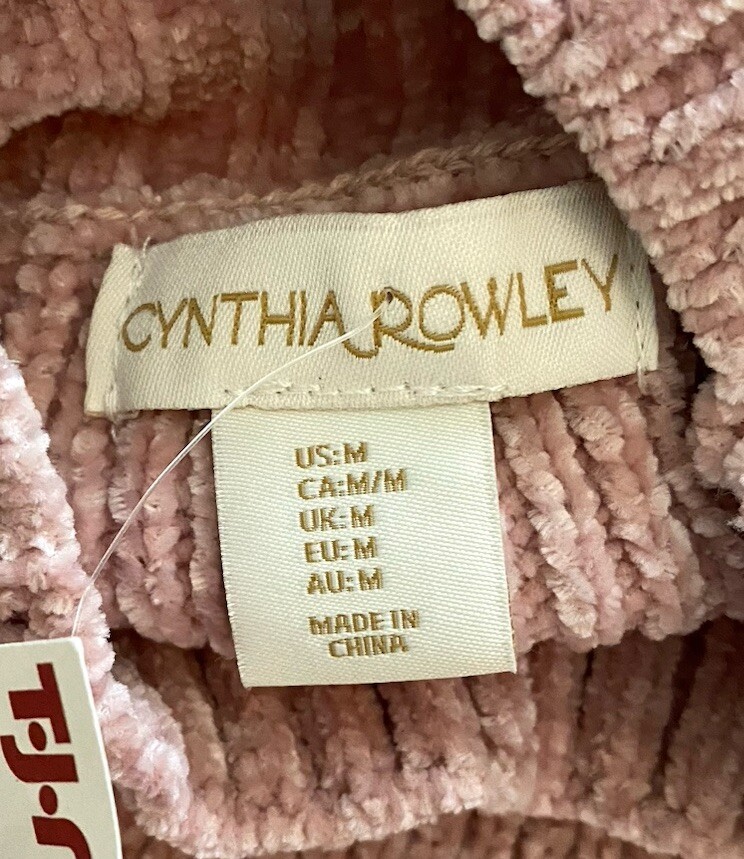 CYNTHIA ROWLEY
US:M
CA:M/M
UK:M
EU:M
AU:M
MADE IN
CHINA
T·J·